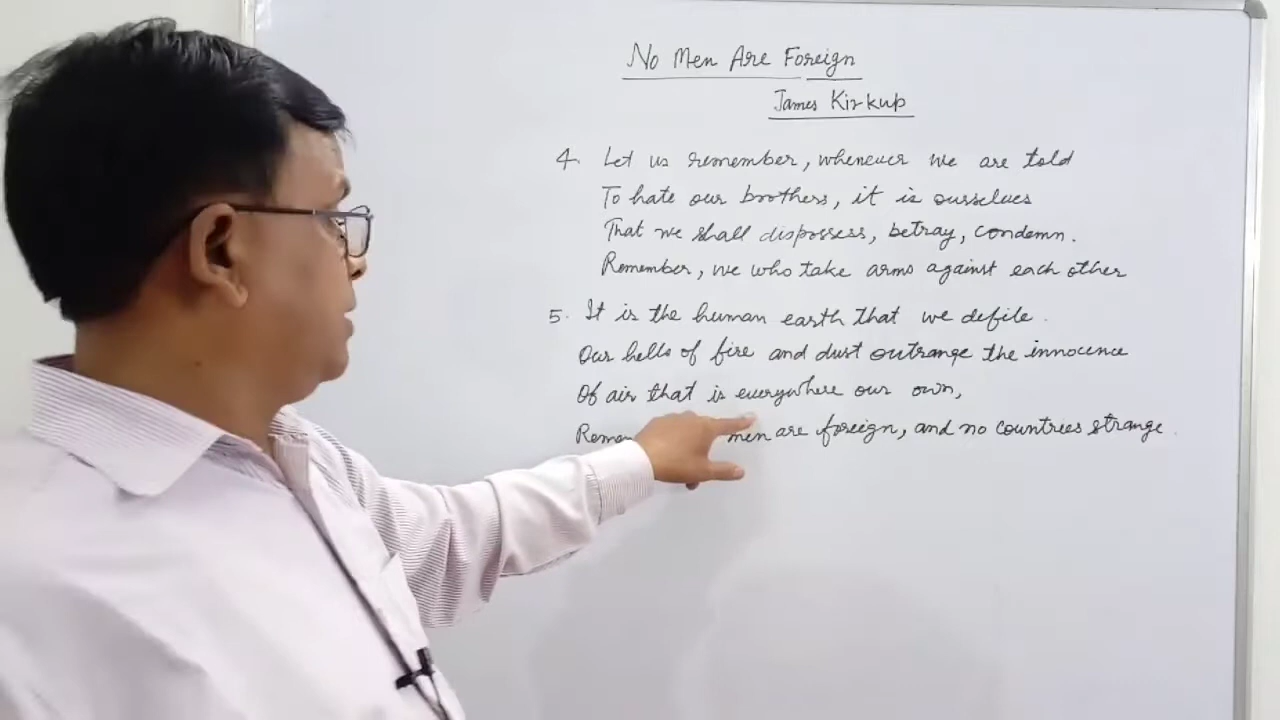 No Men Are Foreign
James Kirkup
4. Let us remember, whenever we are told
To hate our brothers, it is ourselves
That we shall dispossess, betray, condemn.
Remember, we who take arms against each other
5. It is the human earth that we defile.
Our hells of fire and dust outrange the innocence
Of air that is everywhere our own,
men are foreign, and no countrees strange.